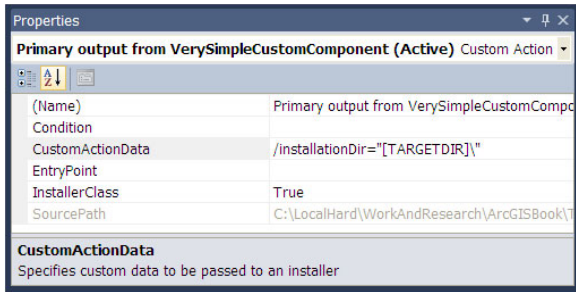 Properties
Primary output from VerySimpleCustomComponent (Active) Custom Action
(Name) Primary output from VerySimpleCustomCompo
Condition
CustomActionData /installationDir="[TARGETDIR]\"
EntryPoint
InstallerClass True
SourcePath C:\LocalHard\WorkAndResearch\ArcGISBook\T
CustomActionData
Specifies custom data to be passed to an installer